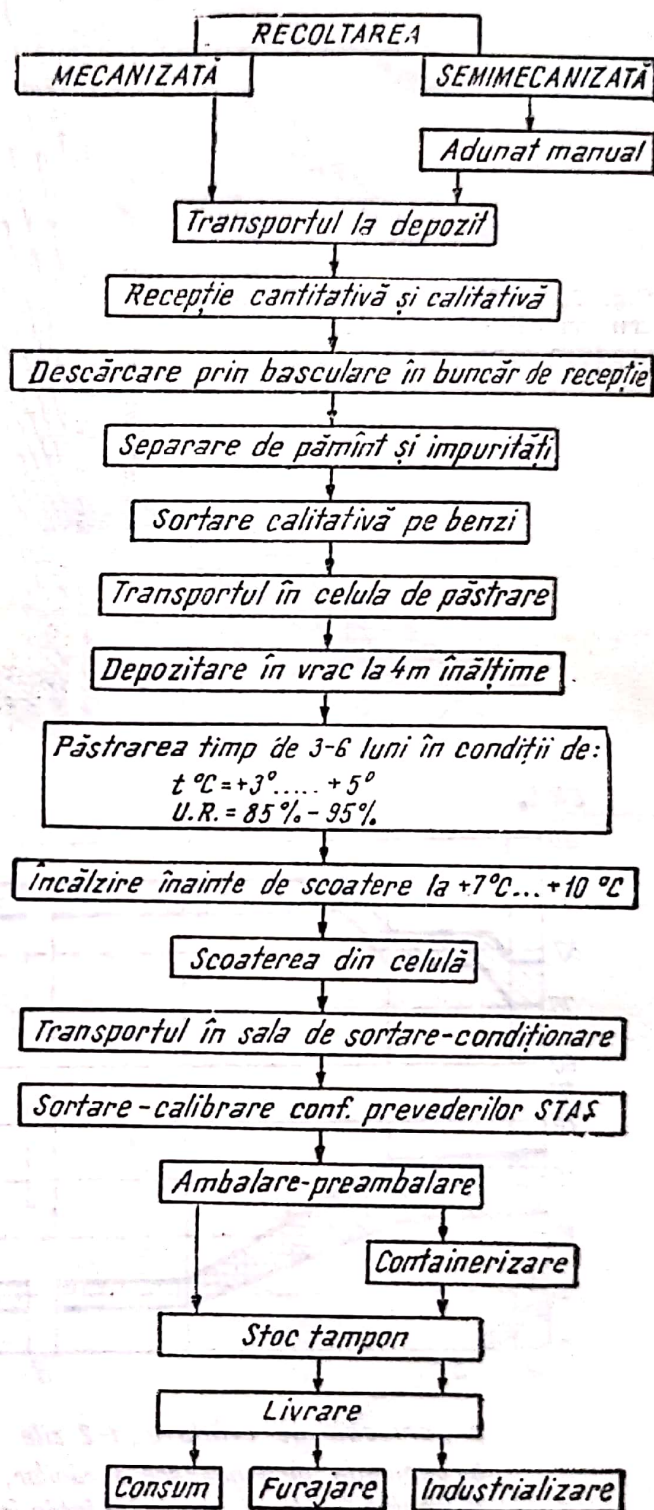 RECOLTAREA
MECANIZATĂ
SEMIMECANIZATĂ
Adunat manual
Transportul la depozit
Recepție cantitativă și calitativă
Descărcare prin basculare în buncăr de recepție
Separare de pămînt și impurități
Sortare calitativă pe benzi
Transportul în celula de păstrare
Depozitare în vrac la 4m înălțime
Păstrarea timp de 3-6 luni în condiții de:
t °C = +3°..... +5°
U.R. = 85% - 95%
Încălzire înainte de scoatere la +7°C... +10 °C
Scoaterea din celulă
Transportul în sala de sortare-condiționare
Sortare-calibrare conf. prevederilor STAS
Ambalare-preambalare
Containerizare
Stoc tampon
Livrare
Consum
Furajare
Industrializare